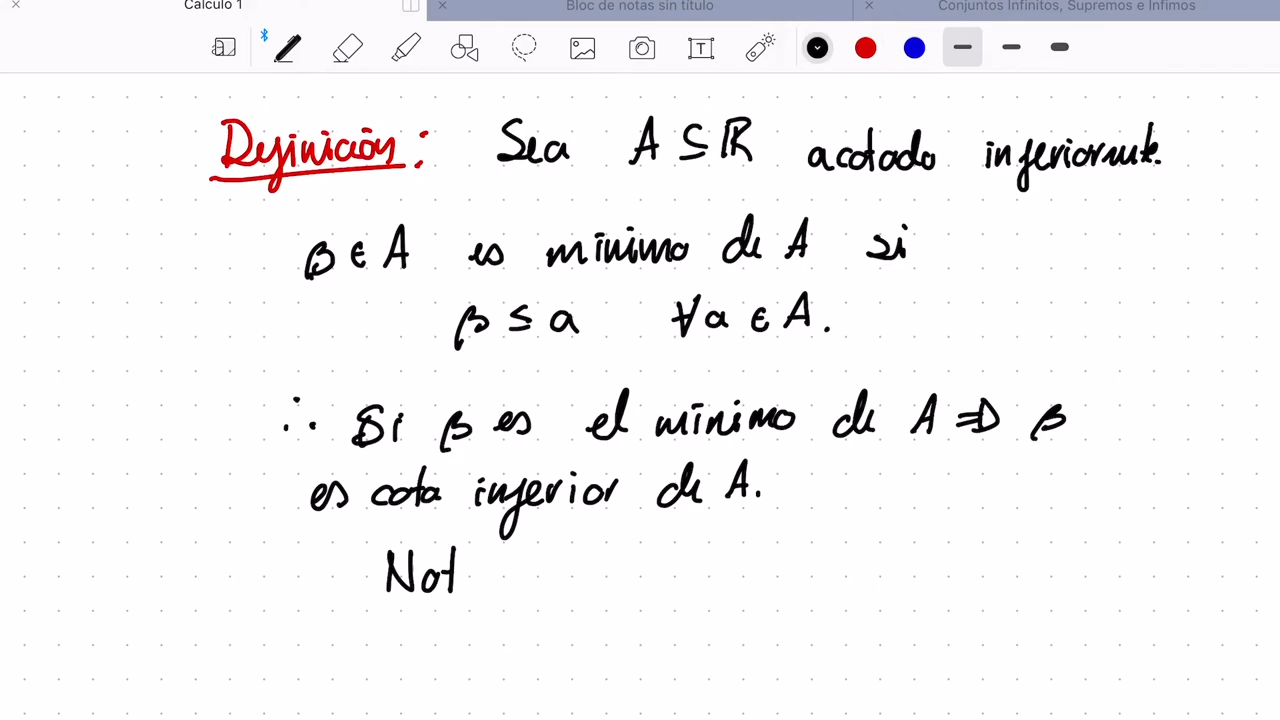 Calculo 1
Bloc de notas sin título
Conjuntos Infinitos, Supremos e Infimos
Definición: Sea A ⊆ ℝ acotado inferiormente.
β ∈ A es mínimo de A si
β ≤ a ∀a ∈ A.
∴ Si β es el mínimo de A ⇒ β
es cota inferior de A.
Not